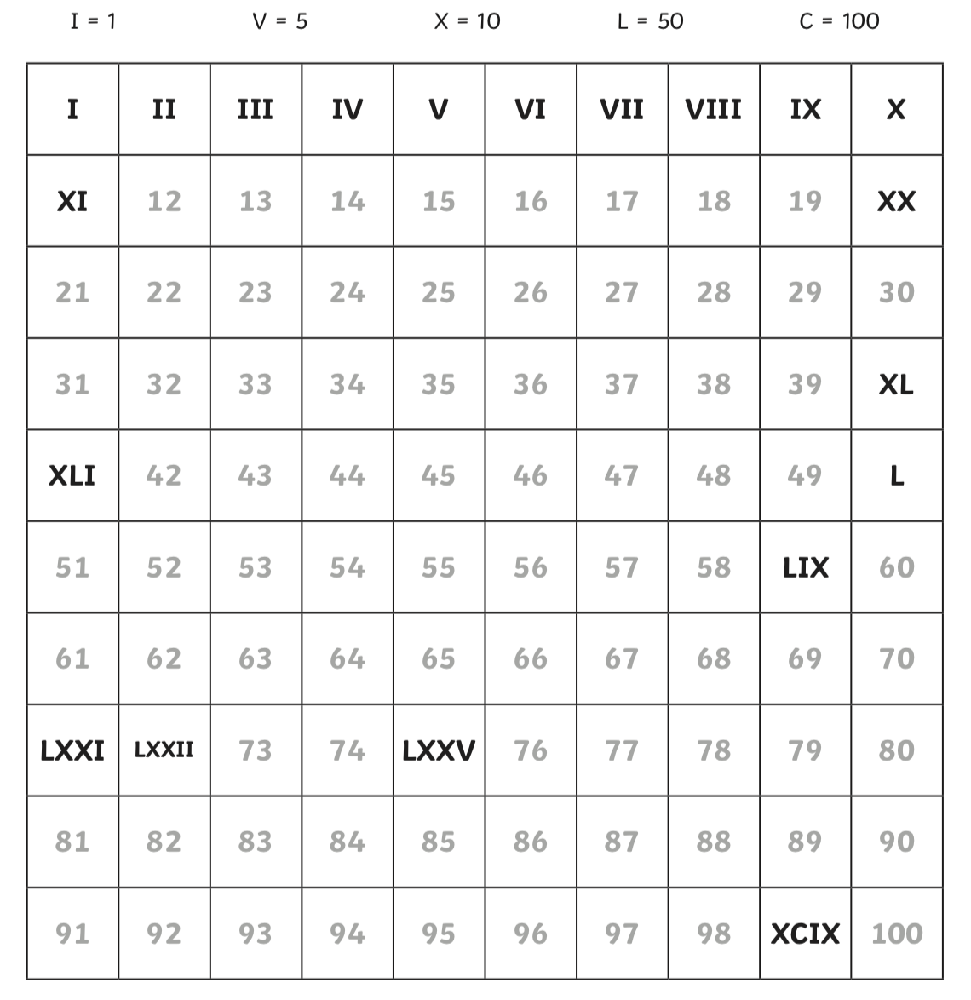 I = 1 V = 5 X = 10 L = 50 C = 100
I II III IV V VI VII VIII IX X
XI 12 13 14 15 16 17 18 19 XX
21 22 23 24 25 26 27 28 29 30
31 32 33 34 35 36 37 38 39 XL
XLI 42 43 44 45 46 47 48 49 L
51 52 53 54 55 56 57 58 LIX 60
61 62 63 64 65 66 67 68 69 70
LXXI LXXII 73 74 LXXV 76 77 78 79 80
81 82 83 84 85 86 87 88 89 90
91 92 93 94 95 96 97 98 XCIX 100